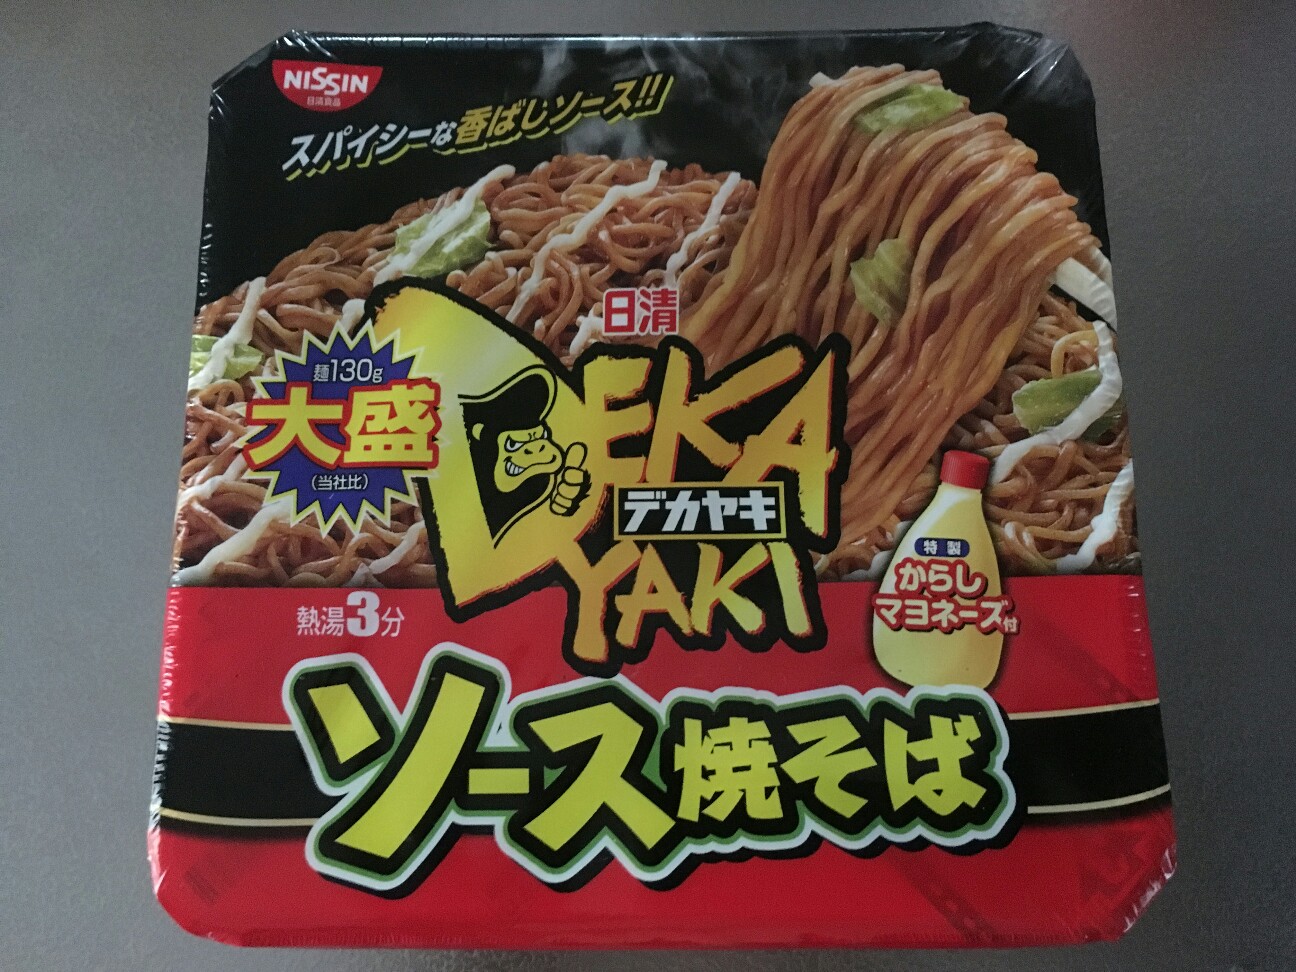 NISSIN
日清食品
スパイシーな香ばしソース!!
日清
DEKA
デカヤキ
YAKI
麺130g
大盛
(当社比)
特製
からし
マヨネーズ付
熱湯3分
ソース焼そば